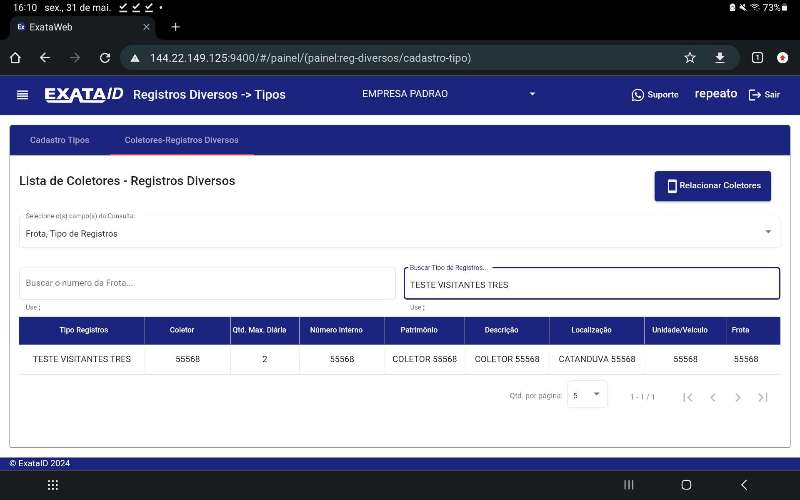 16:10 sex., 31 de mai.
73%
ExataWeb
144.22.149.125:9400/#/painel/(painel:reg-diversos/cadastro-tipo)
1
EXATAID Registros Diversos -> Tipos EMPRESA PADRAO Suporte repeato Sair
Cadastro Tipos Coletores-Registros Diversos
Lista de Coletores - Registros Diversos
Relacionar Coletores
Selecione o(s) campo(s) da Consulta:
Frota, Tipo de Registros
Buscar o numero da Frota...
Buscar Tipo de Registros...
TESTE VISITANTES TRES
Use ; Use ;
Tipo Registros Coletor Qtd. Max. Diária Número Interno Patrimônio Descrição Localização Unidade/Veiculo Frota
TESTE VISITANTES TRES 55568 2 55568 COLETOR 55568 COLETOR 55568 CATANDUVA 55568 55568 55568
Qtd. por página: 5 1 - 1 / 1
© ExataID 2024